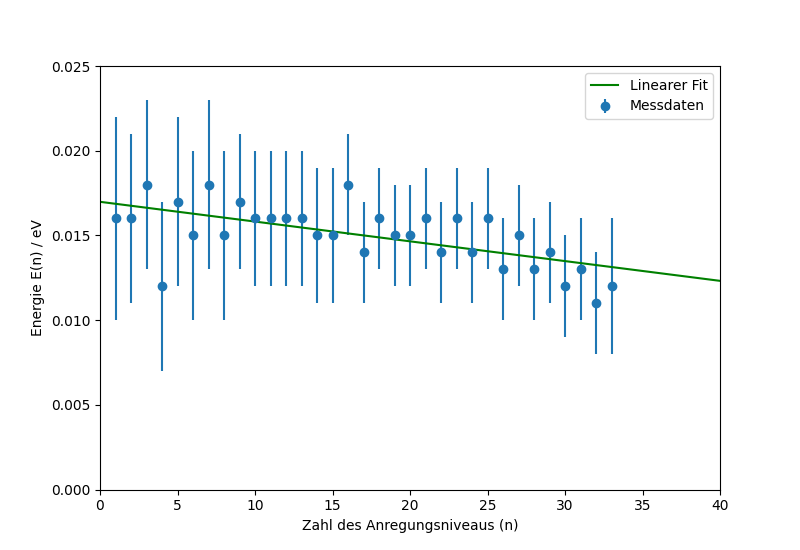 0.025
0.020
0.015
0.010
0.005
0.000
Energie E(n) / eV
Linearer Fit
Messdaten
0 5 10 15 20 25 30 35 40
Zahl des Anregungsniveaus (n)